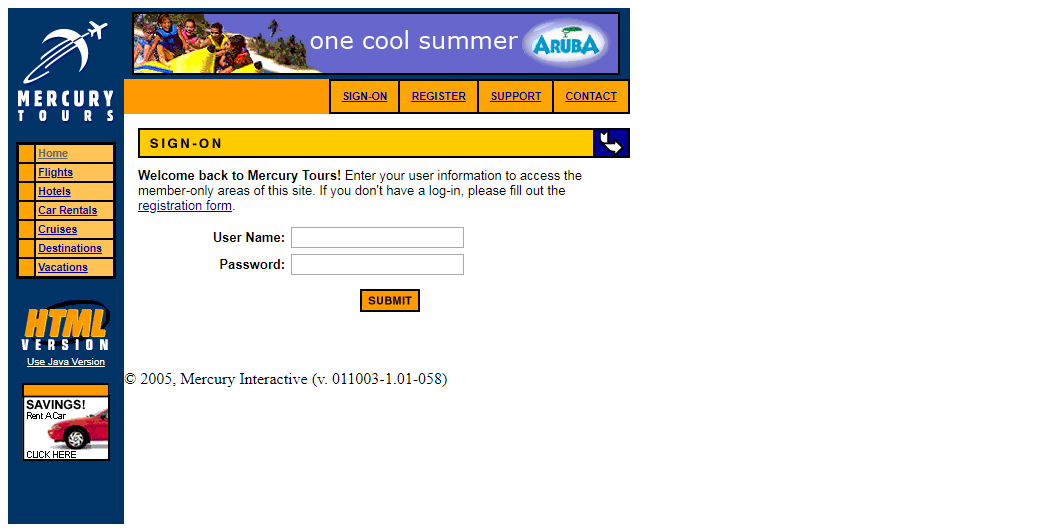 MERCURY
TOURS
one cool summer
ARUBA
SIGN-ON
REGISTER
SUPPORT
CONTACT
Home
Flights
Hotels
Car Rentals
Cruises
Destinations
Vacations
HTML
VERSION
Use Java Version
SAVINGS!
Rent A Car
CLICK HERE
SIGN-ON
Welcome back to Mercury Tours! Enter your user information to access the
member-only areas of this site. If you don't have a log-in, please fill out the
registration form.
User Name:
Password:
SUBMIT
© 2005, Mercury Interactive (v. 011003-1.01-058)